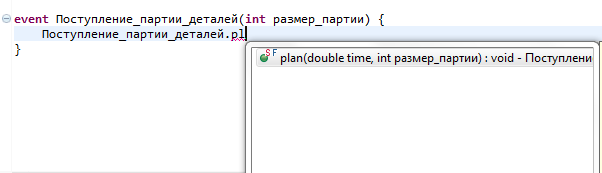 event Поступление_партии_деталей(int размер_партии) {
Поступление_партии_деталей.pl
}
S F
plan(double time, int размер_партии) : void - Поступлени